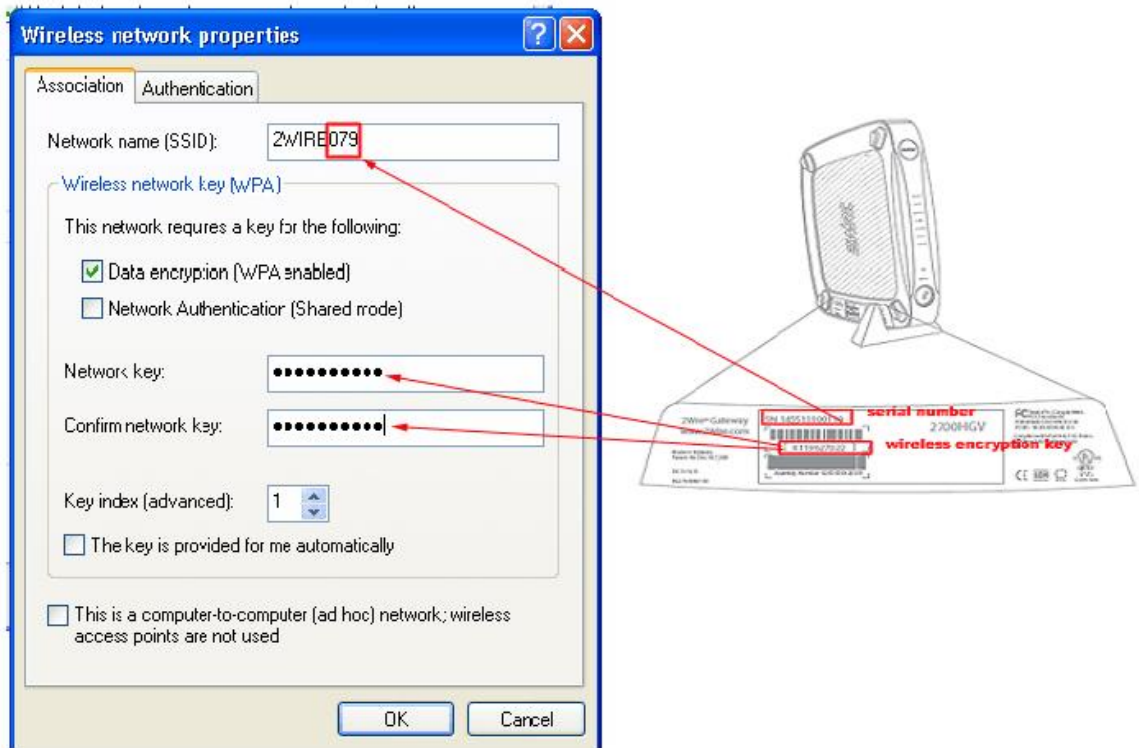 Wireless network properties
Association
Authentication
Network name (SSID):
2WIRE079
Wireless network key (WPA)
This network requires a key for the following:
Data encryption (WPA enabled)
Network Authentication (Shared mode)
Network key:
Confirm network key:
Key index (advanced):
1
The key is provided for me automatically
This is a computer-to-computer (ad hoc) network; wireless
access points are not used
OK
Cancel
serial number
2Wire Gateway
2700HGV
wireless encryption key